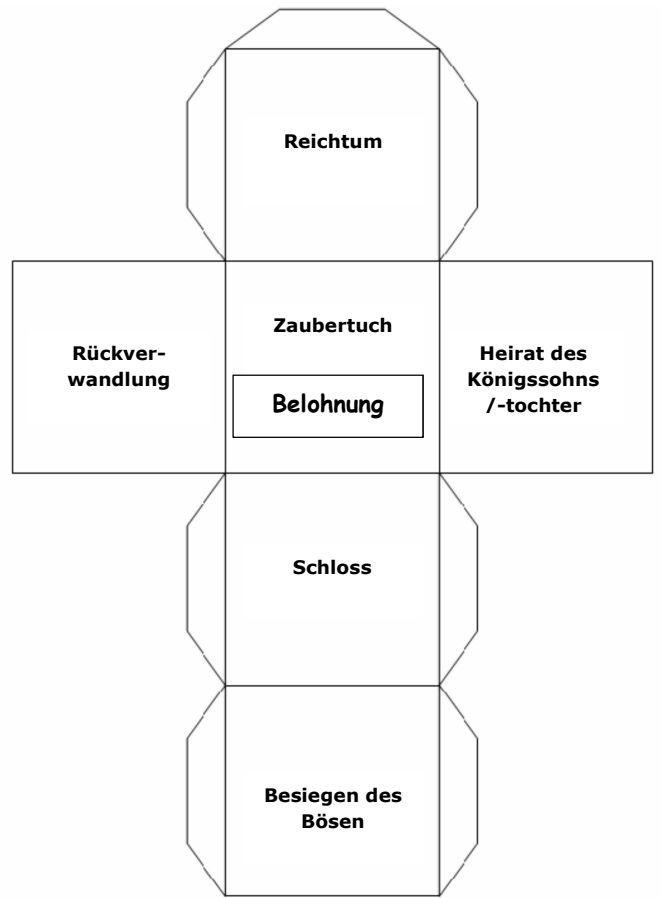 Reichtum
Rückver-
wandlung
Zaubertuch
Belohnung
Heirat des
Königssohns
/-tochter
Schloss
Besiegen des
Bösen